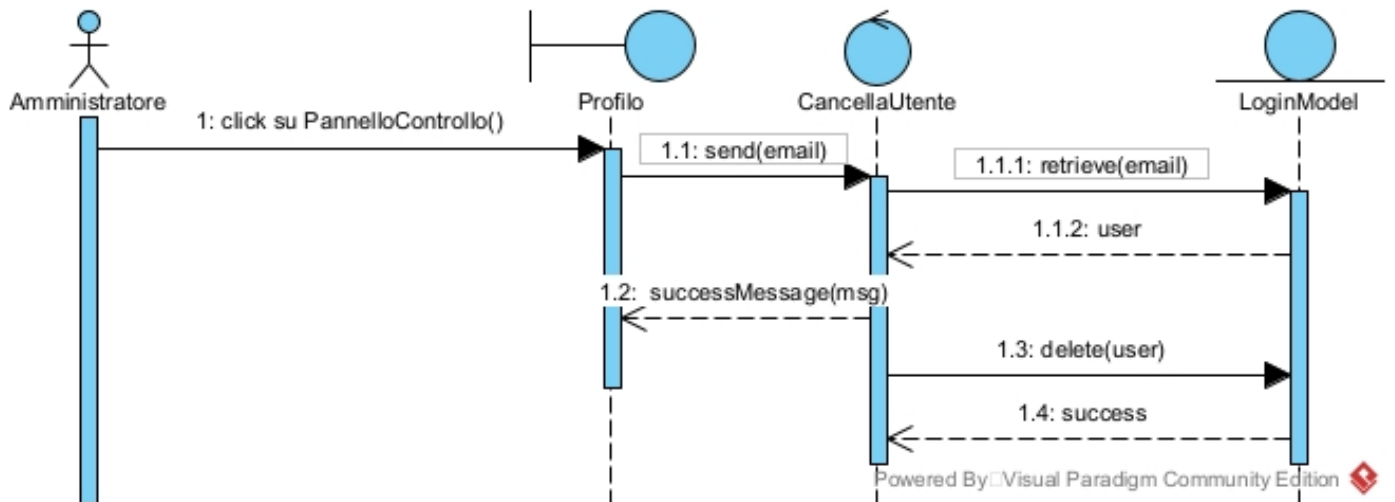 Amministratore
Profilo
CancellaUtente
LoginModel
1: click su PannelloControllo()
1.1: send(email)
1.1.1: retrieve(email)
1.1.2: user
1.2: successMessage(msg)
1.3: delete(user)
1.4: success
Powered By Visual Paradigm Community Edition